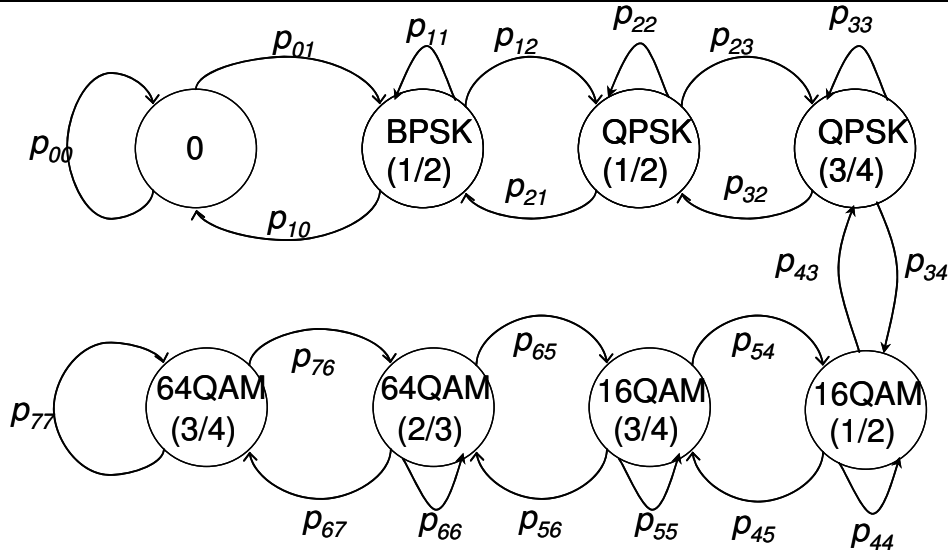 p01
p11
p12
p22
p23
p33
p00
0
BPSK
(1/2)
QPSK
(1/2)
QPSK
(3/4)
p10
p21
p32
p43
p34
p76
p65
p54
p77
64QAM
(3/4)
64QAM
(2/3)
16QAM
(3/4)
16QAM
(1/2)
p67
p66
p56
p55
p45
p44